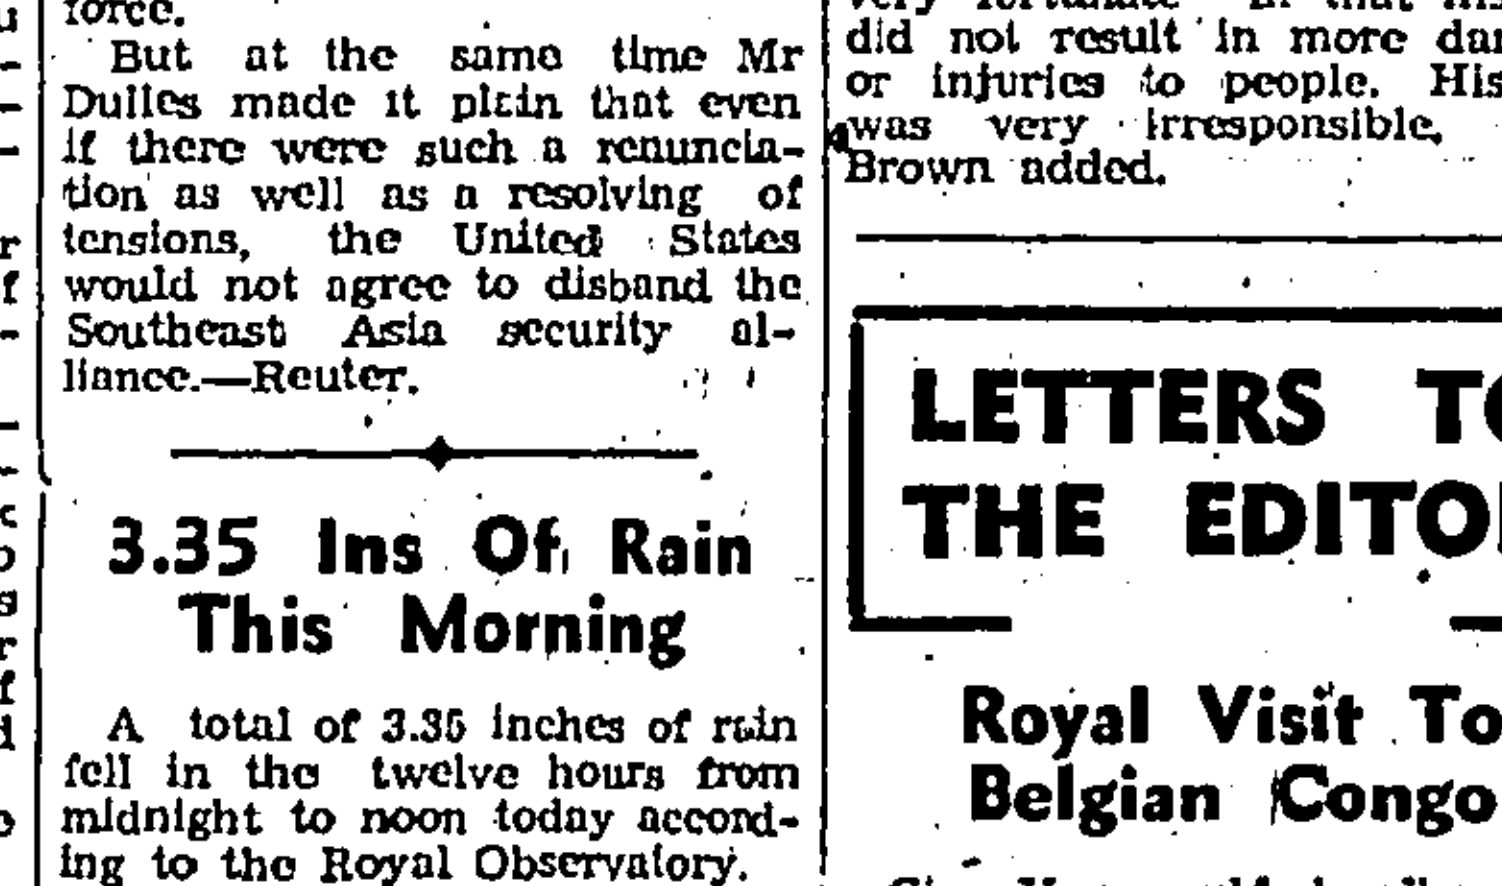 force.
But at the same time Mr
Dulles made it plain that even
if there were such a renuncia-
tion as well as a resolving of
tensions, the United States
would not agree to disband the
Southeast Asia security al-
liance.—Reuter.
3.35 Ins Of Rain
This Morning
A total of 3.35 inches of rain
fell in the twelve hours from
midnight to noon today accord-
ing to the Royal Observatory.
did not result in more
or injuries to people. His
was very irresponsible,
Brown added.
LETTERS TO
THE EDITOR
Royal Visit To
Belgian Congo